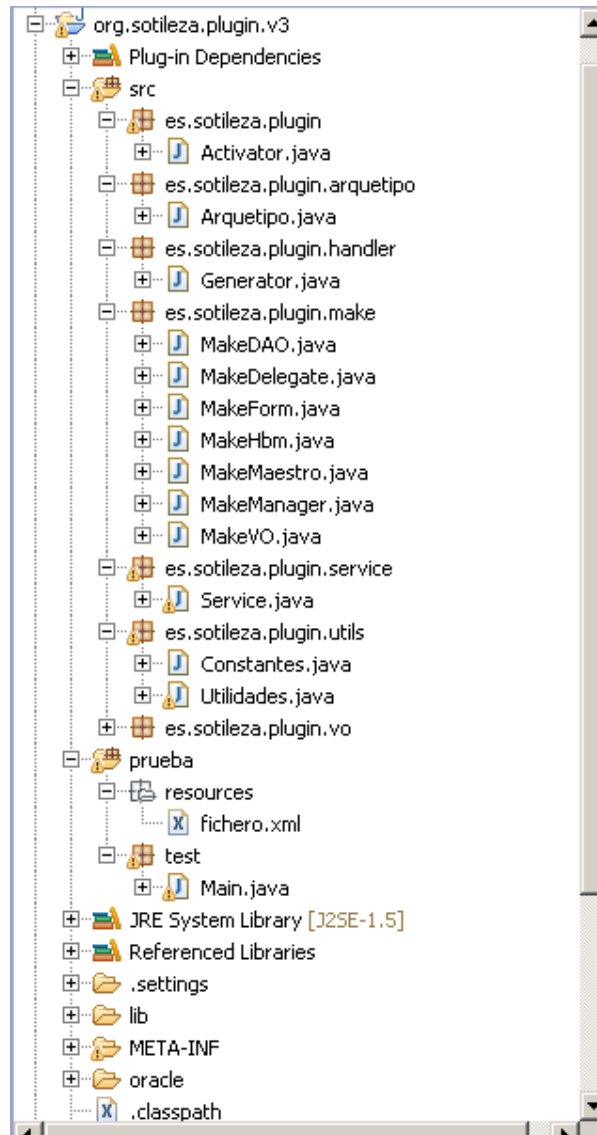 org.sotileza.plugin.v3
Plug-in Dependencies
src
es.sotileza.plugin
Activator.java
es.sotileza.plugin.arquetipo
Arquetipo.java
es.sotileza.plugin.handler
Generator.java
es.sotileza.plugin.make
MakeDAO.java
MakeDelegate.java
MakeForm.java
MakeHbm.java
MakeMaestro.java
MakeManager.java
MakeVO.java
es.sotileza.plugin.service
Service.java
es.sotileza.plugin.utils
Constantes.java
Utilidades.java
es.sotileza.plugin.vo
prueba
resources
fichero.xml
test
Main.java
JRE System Library [J2SE-1.5]
Referenced Libraries
.settings
lib
META-INF
oracle
.classpath